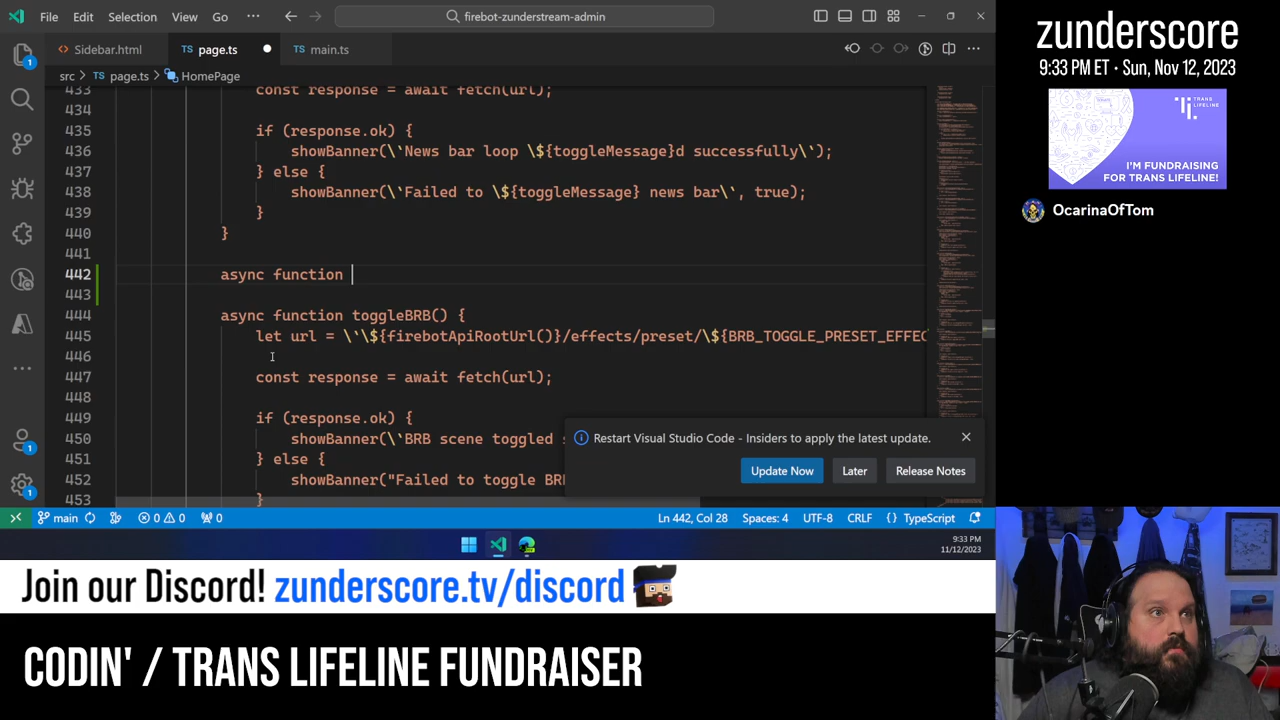 File Edit Selection View Go ··· firebot-zunderstream-admin
Sidebar.html TS page.ts TS main.ts
src > TS page.ts > HomePage
433 const response = await fetch(url);
434
435 if (response.ok) {
436 showBanner(\`News bar loop \${toggleMessage}d successfully\`);
437 } else {
438 showBanner(\`Failed to \${toggleMessage} news bar\`, true);
439 }
440 }
441
442 async function
443
444 async function toggleBRB() {
445 let url = \`\${firebotApiRootUrl()}/effects/preset/\${BRB_TOGGLE_PRESET_EFFEC
446
447 const response = await fetch(url);
448
449 if (response.ok) {
450 showBanner(\`BRB scene toggled s
451 } else {
452 showBanner("Failed to toggle BR
453 }
Restart Visual Studio Code - Insiders to apply the latest update.
Update Now Later Release Notes
main 0 0 0 Ln 442, Col 28 Spaces: 4 UTF-8 CRLF { } TypeScript
9:33 PM
11/12/2023
Join our Discord! zunderscore.tv/discord
CODIN' / TRANS LIFELINE FUNDRAISER
zunderscore
9:33 PM ET • Sun, Nov 12, 2023
TRANS
LIFELINE
I'M FUNDRAISING
FOR TRANS LIFELINE!
OcarinaOfTom